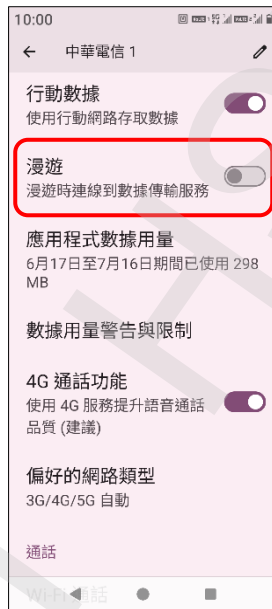 10:00
中華電信 1
行動數據
使用行動網路存取數據
漫遊
漫遊時連線到數據傳輸服務
應用程式數據用量
6月17日至7月16日期間已使用 298
MB
數據用量警告與限制
4G 通話功能
使用 4G 服務提升語音通話
品質 (建議)
偏好的網路類型
3G/4G/5G 自動
通話
Wi-Fi 通話